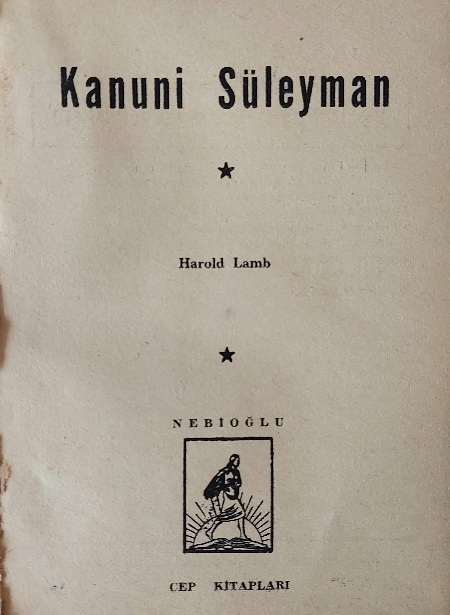 Kanuni Süleyman
Harold Lamb
NEBİOĞLU
CEP KİTAPLARI